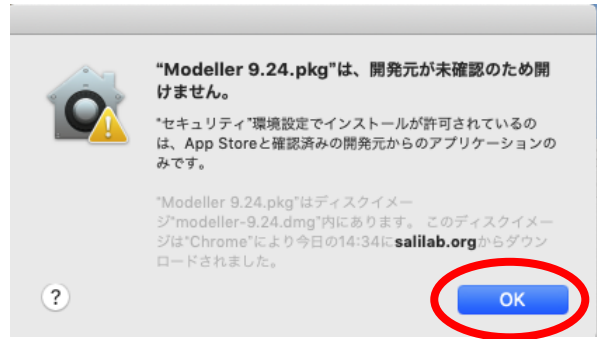 “Modeller 9.24.pkg”は、開発元が未確認のため開
けません。
“セキュリティ”環境設定でインストールが許可されているの
は、App Storeと確認済みの開発元からのアプリケーションの
みです。
“Modeller 9.24.pkg”はディスクイメー
ジ“modeller-9.24.dmg”内にあります。 このディスクイメー
ジは“Chrome”により今日の14:34にsalilab.orgからダウン
ロードされました。
?
OK